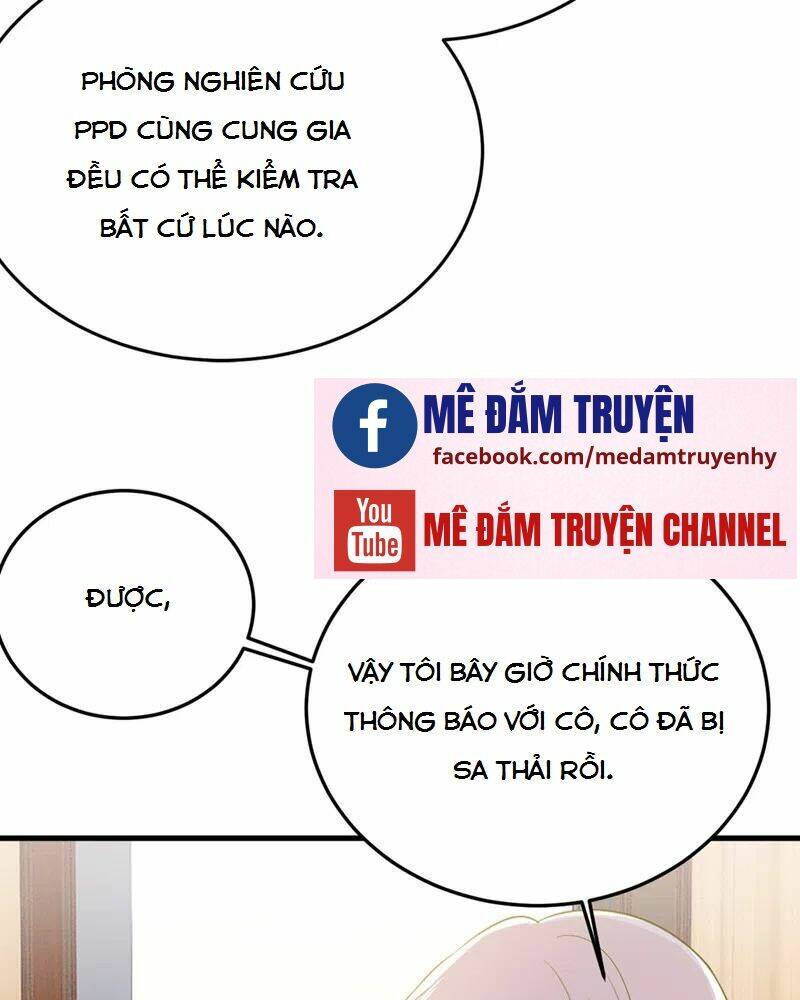 PHÒNG NGHIÊN CỨU
PPD CÙNG CUNG GIA
ĐỀU CÓ THỂ KIỂM TRA
BẤT CỨ LÚC NÀO.
MÊ ĐẮM TRUYỆN
facebook.com/medamtruyenhy
You
Tube
MÊ ĐẮM TRUYỆN CHANNEL
ĐƯỢC,
VẬY TÔI BÂY GIỜ CHÍNH THỨC
THÔNG BÁO VỚI CÔ, CÔ ĐÃ BỊ
SA THẢI RỒI.